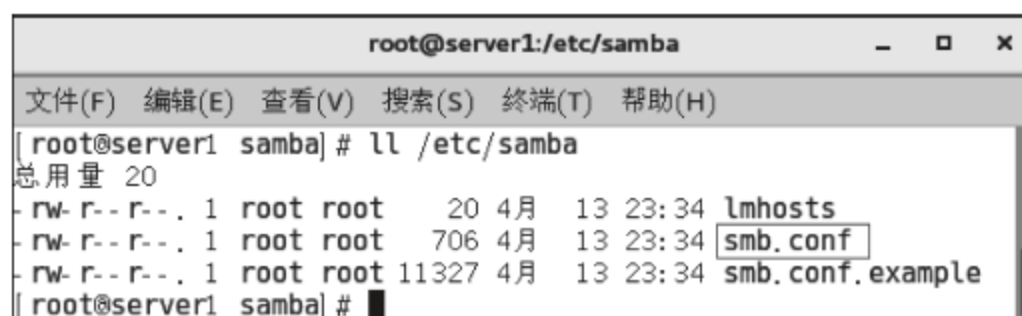 root@server1:/etc/samba
文件(F) 编辑(E) 查看(V) 搜索(S) 终端(T) 帮助(H)
[root@server1 samba]# ll /etc/samba
总用量 20
-rw-r--r--. 1 root root 20 4月 13 23:34 lmhosts
-rw-r--r--. 1 root root 706 4月 13 23:34 smb.conf
-rw-r--r--. 1 root root 11327 4月 13 23:34 smb.conf.example
[root@server1 samba]#